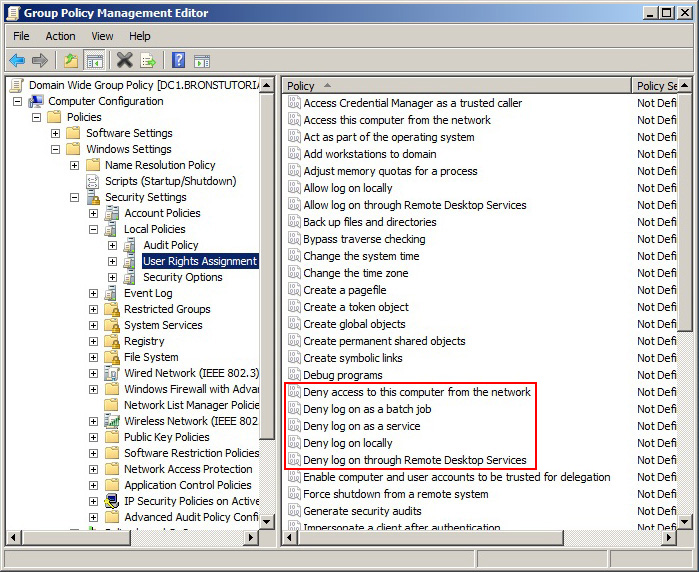 Group Policy Management Editor
File Action View Help
Domain Wide Group Policy [DC1.BRONSTUTORIA
Computer Configuration
Policies
Software Settings
Windows Settings
Name Resolution Policy
Scripts (Startup/Shutdown)
Security Settings
Account Policies
Local Policies
Audit Policy
User Rights Assignment
Security Options
Event Log
Restricted Groups
System Services
Registry
File System
Wired Network (IEEE 802.3)
Windows Firewall with Advan
Network List Manager Policie
Wireless Network (IEEE 802
Public Key Policies
Software Restriction Policies
Network Access Protection
Application Control Policies
IP Security Policies on Active
Advanced Audit Policy Confi
Policy Policy Se
Access Credential Manager as a trusted caller Not Defi
Access this computer from the network Not Defi
Act as part of the operating system Not Defi
Add workstations to domain Not Defi
Adjust memory quotas for a process Not Defi
Allow log on locally Not Defi
Allow log on through Remote Desktop Services Not Defi
Back up files and directories Not Defi
Bypass traverse checking Not Defi
Change the system time Not Defi
Change the time zone Not Defi
Create a pagefile Not Defi
Create a token object Not Defi
Create global objects Not Defi
Create permanent shared objects Not Defi
Create symbolic links Not Defi
Debug programs Not Defi
Deny access to this computer from the network Not Defi
Deny log on as a batch job Not Defi
Deny log on as a service Not Defi
Deny log on locally Not Defi
Deny log on through Remote Desktop Services Not Defi
Enable computer and user accounts to be trusted for delegation Not Defi
Force shutdown from a remote system Not Defi
Generate security audits Not Defi
Impersonate a client after authentication Not Defi